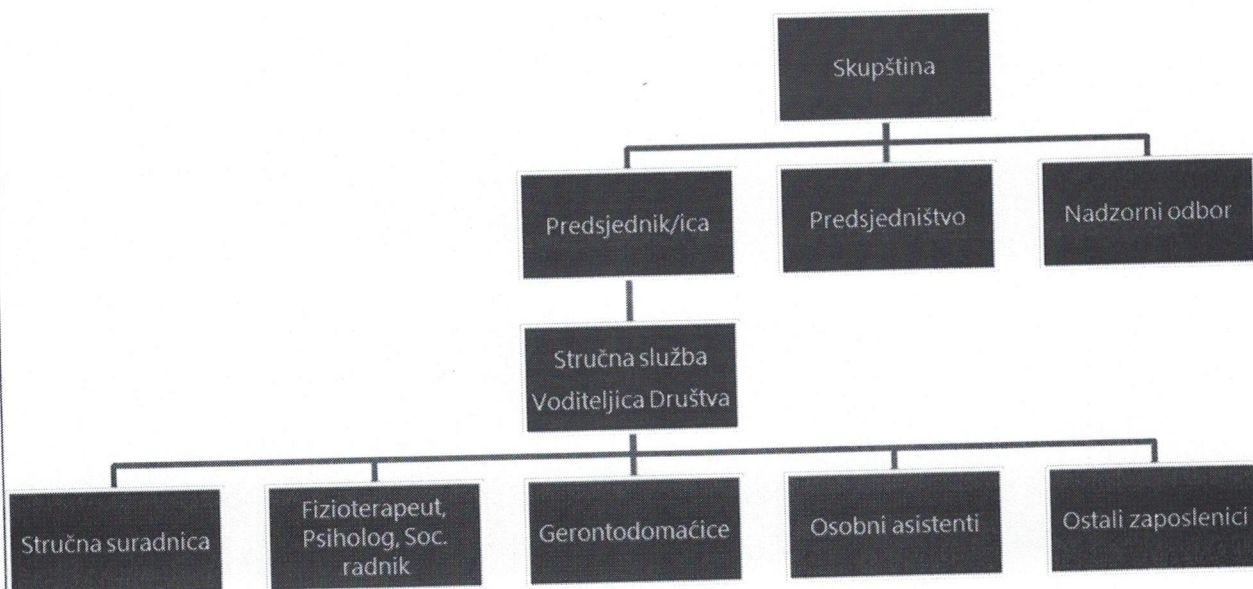 Skupština
Predsjednik/ica
Predsjedništvo
Nadzorni odbor
Stručna služba
Voditeljica Društva
Stručna suradnica
Fizioterapeut,
Psiholog, Soc.
radnik
Gerontodomaćice
Osobni asistenti
Ostali zaposlenici